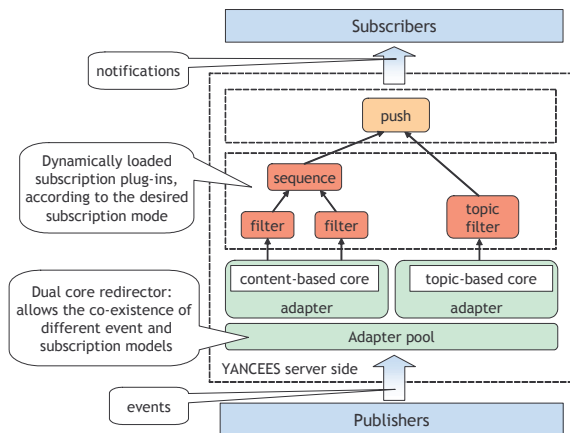 Subscribers
notifications
push
Dynamically loaded
subscription plug-ins,
according to the desired
subscription mode
sequence
filter
filter
topic
filter
content-based core
adapter
topic-based core
adapter
Dual core redirector:
allows the co-existence of
different event and
subscription models
Adapter pool
YANCEES server side
events
Publishers